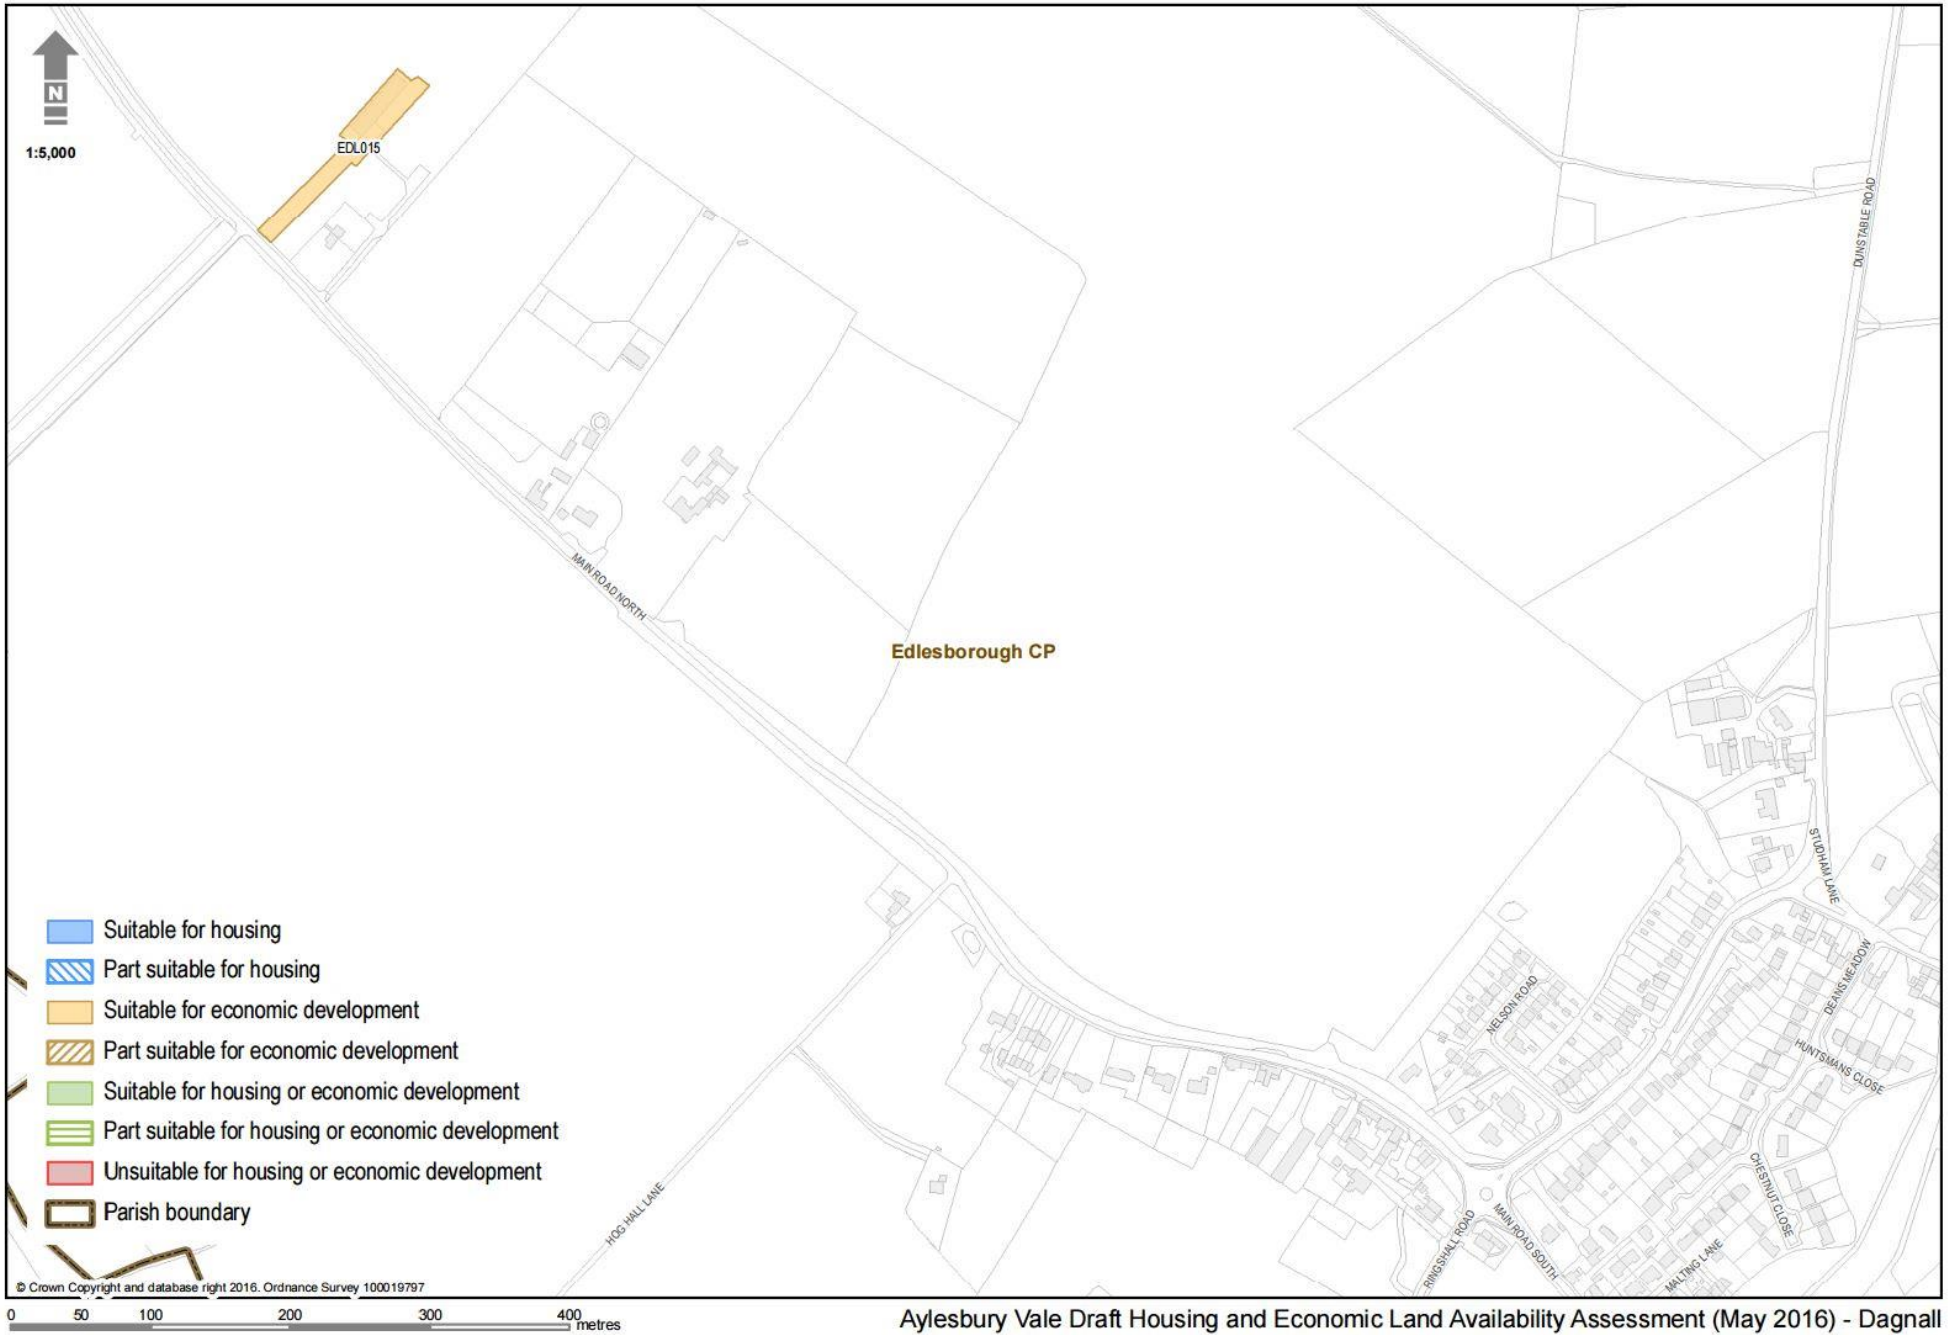 N
1:5,000
EDL015
DUNSTABLE ROAD
MAIN ROAD NORTH
Edlesborough CP
STUDHAM LANE
NELSON ROAD
DEANS MEADOW
HUNTSMANS CLOSE
CHESTNUT CLOSE
HOG HALL LANE
RINGSHALL ROAD
MAIN ROAD SOUTH
MALTING LANE
Suitable for housing
Part suitable for housing
Suitable for economic development
Part suitable for economic development
Suitable for housing or economic development
Part suitable for housing or economic development
Unsuitable for housing or economic development
Parish boundary
© Crown Copyright and database right 2016. Ordnance Survey 100019797
0 50 100 200 300 400 metres
Aylesbury Vale Draft Housing and Economic Land Availability Assessment (May 2016) - Dagnall